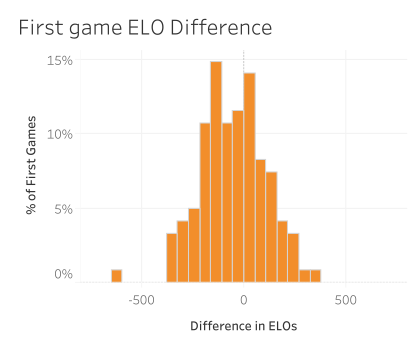 First game ELO Difference
15%
10%
5%
0%
% of First Games
-500 0 500
Difference in ELOs